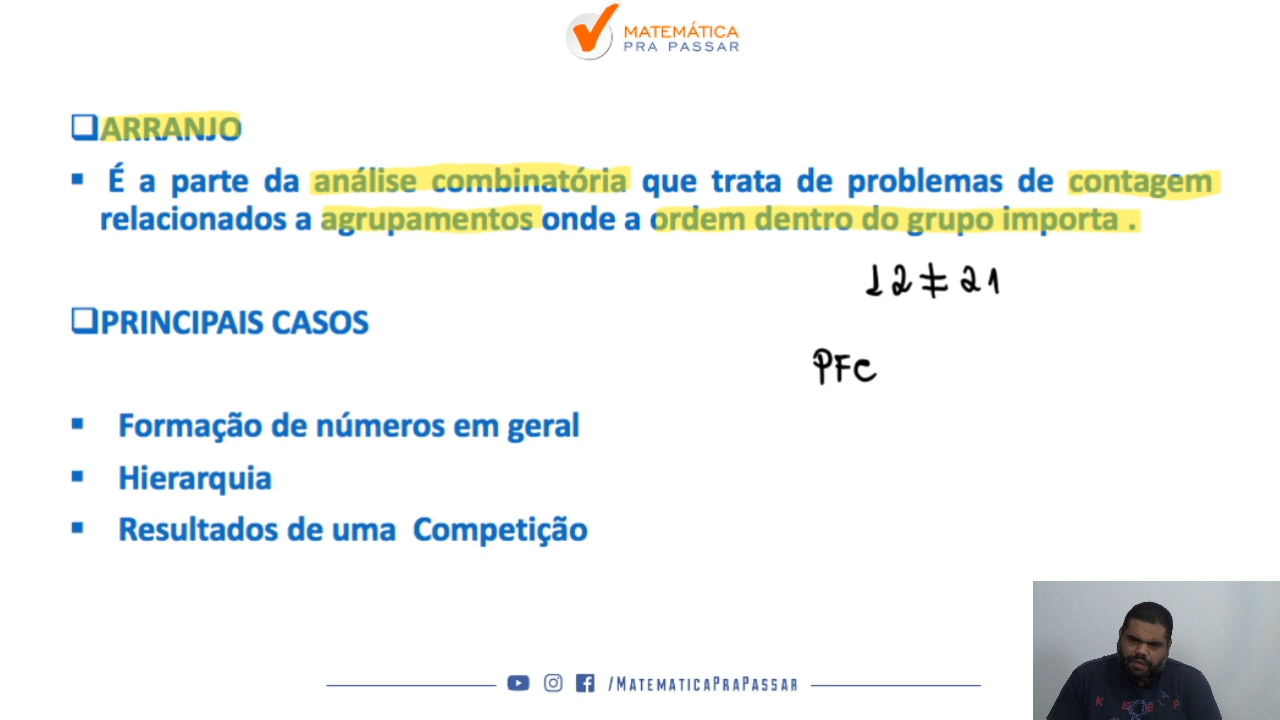 MATEMÁTICA
PRA PASSAR
ARRANJO
É a parte da análise combinatória que trata de problemas de contagem
relacionados a agrupamentos onde a ordem dentro do grupo importa .
12 ≠ 21
PRINCIPAIS CASOS
PFC
Formação de números em geral
Hierarquia
Resultados de uma Competição
/MATEMATICAPRAPASSAR